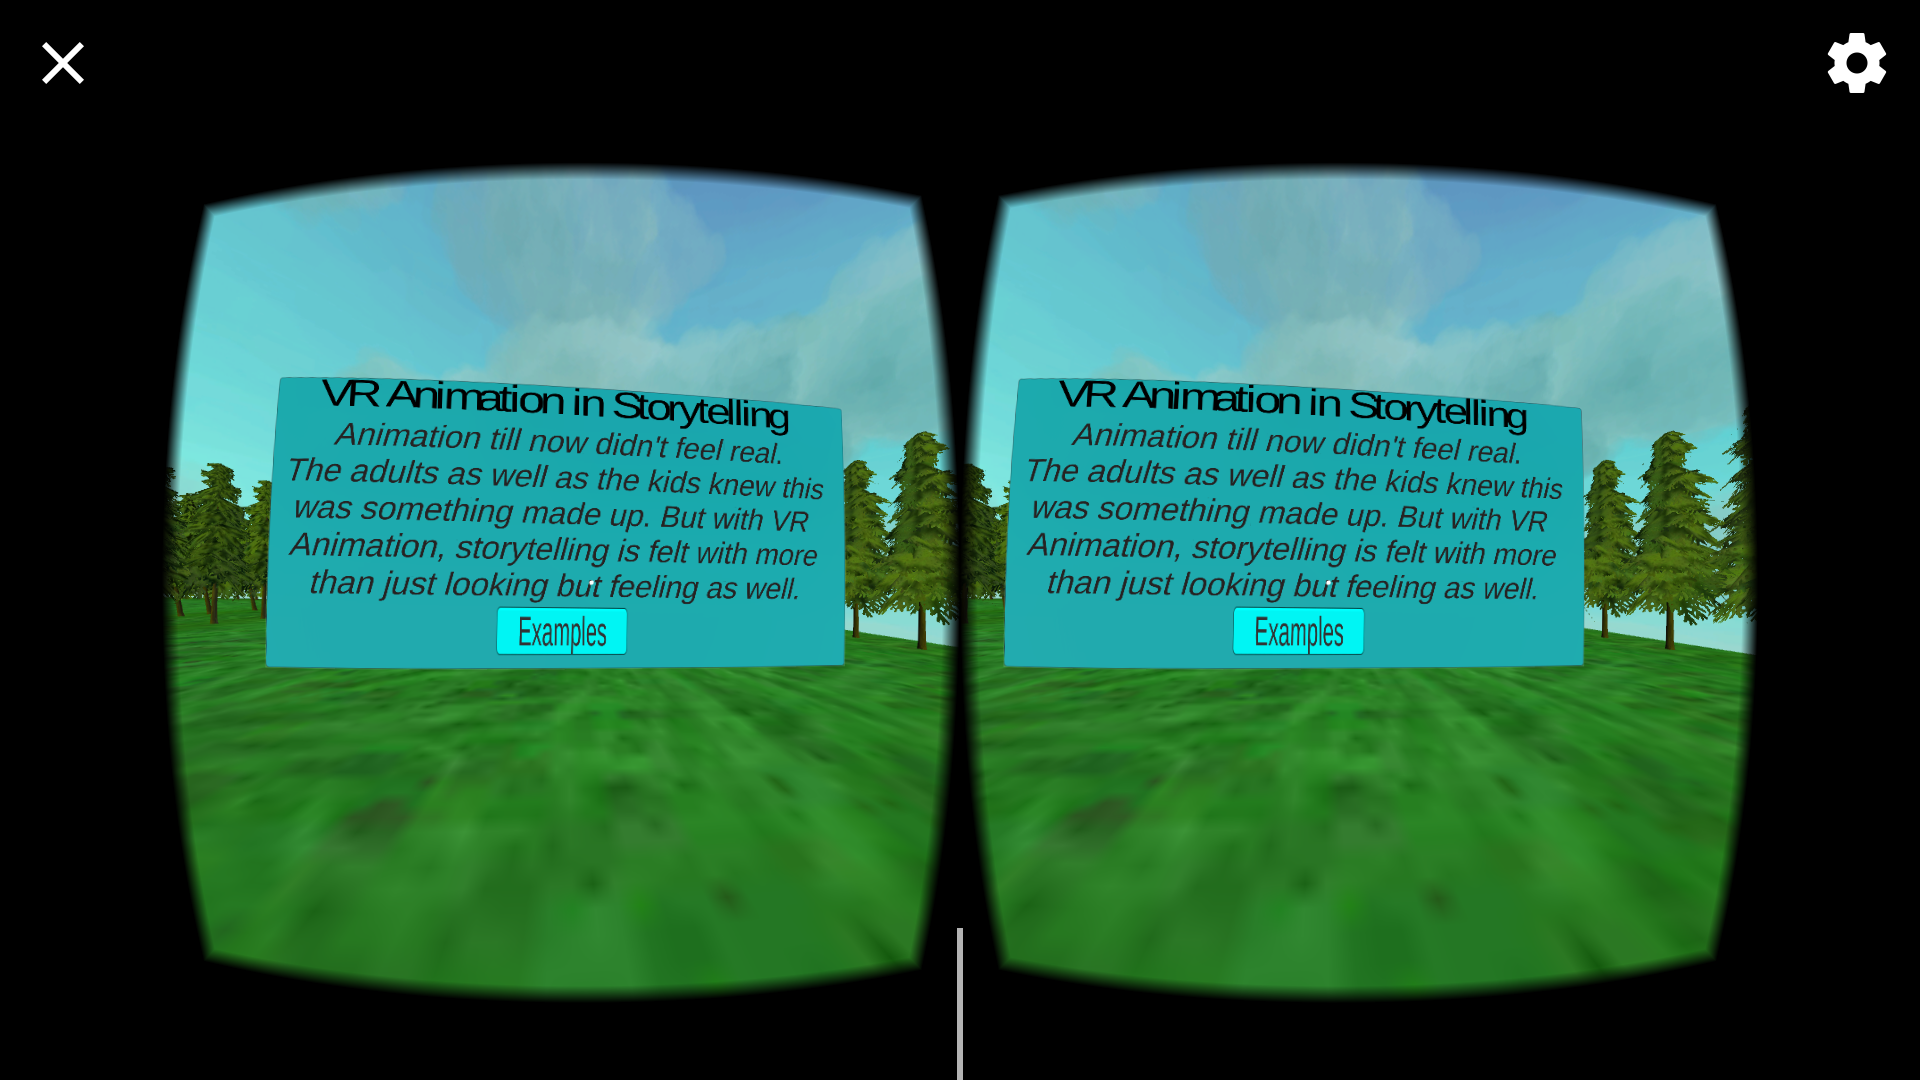 VR Animation in Storytelling
Animation till now didn't feel real.
The adults as well as the kids knew this
was something made up. But with VR
Animation, storytelling is felt with more
than just looking but feeling as well.
Examples
VR Animation in Storytelling
Animation till now didn't feel real.
The adults as well as the kids knew this
was something made up. But with VR
Animation, storytelling is felt with more
than just looking but feeling as well.
Examples